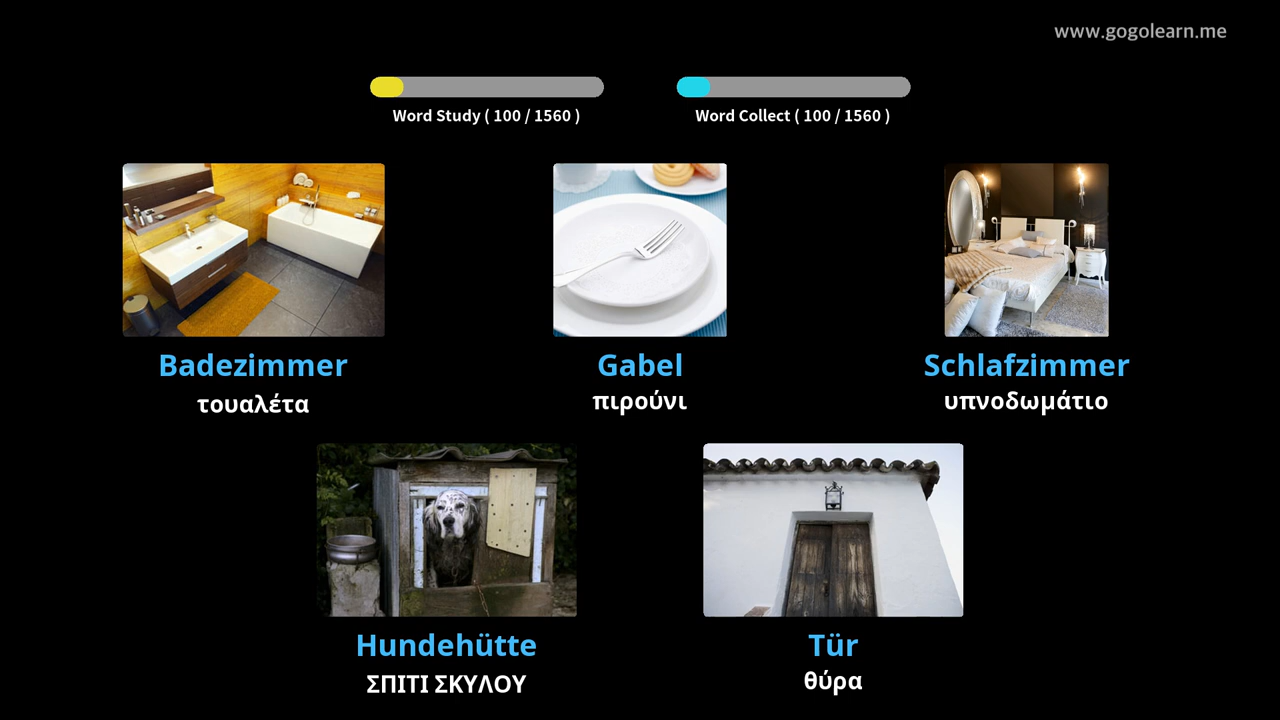 www.gogolearn.me
Word Study ( 100 / 1560 )
Word Collect ( 100 / 1560 )
Badezimmer
τουαλέτα
Gabel
πιρούνι
Schlafzimmer
υπνοδωμάτιο
Hundehütte
ΣΠΙΤΙ ΣΚΥΛΟΥ
Tür
θύρα